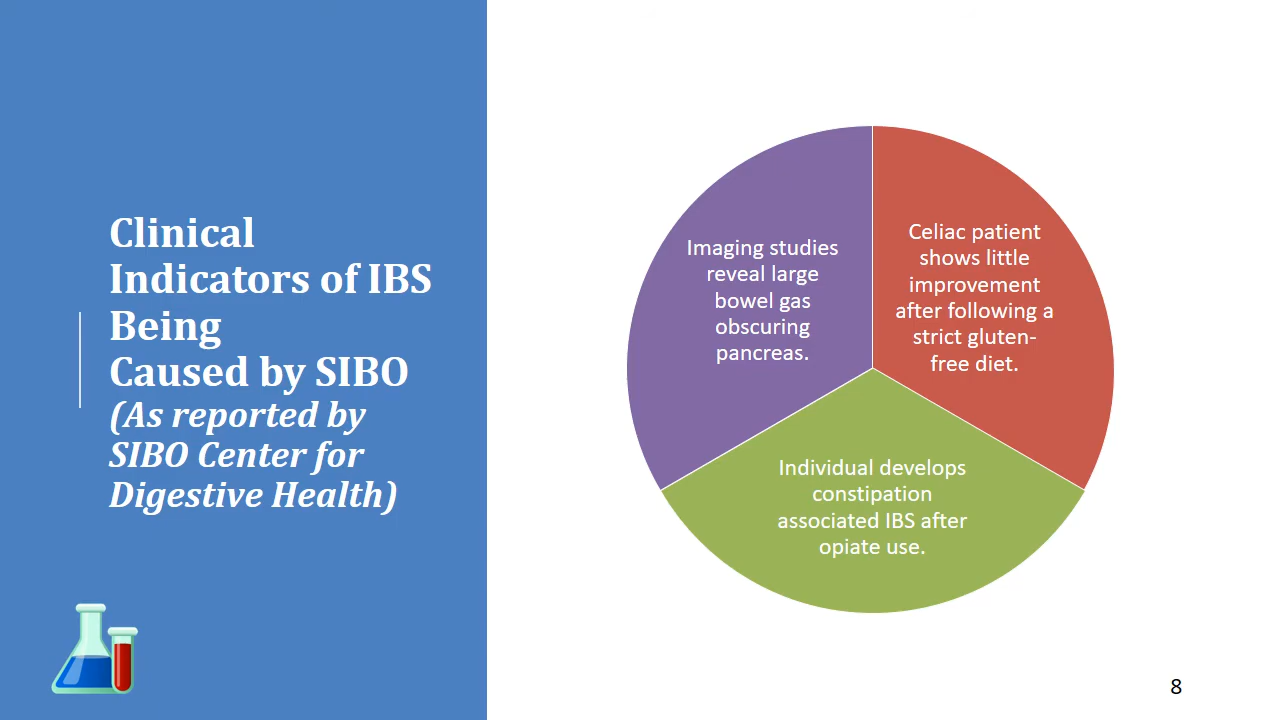 Clinical
Indicators of IBS
Being
Caused by SIBO
(As reported by
SIBO Center for
Digestive Health)
Imaging studies
reveal large
bowel gas
obscuring
pancreas.
Celiac patient
shows little
improvement
after following a
strict gluten-
free diet.
Individual develops
constipation
associated IBS after
opiate use.
8